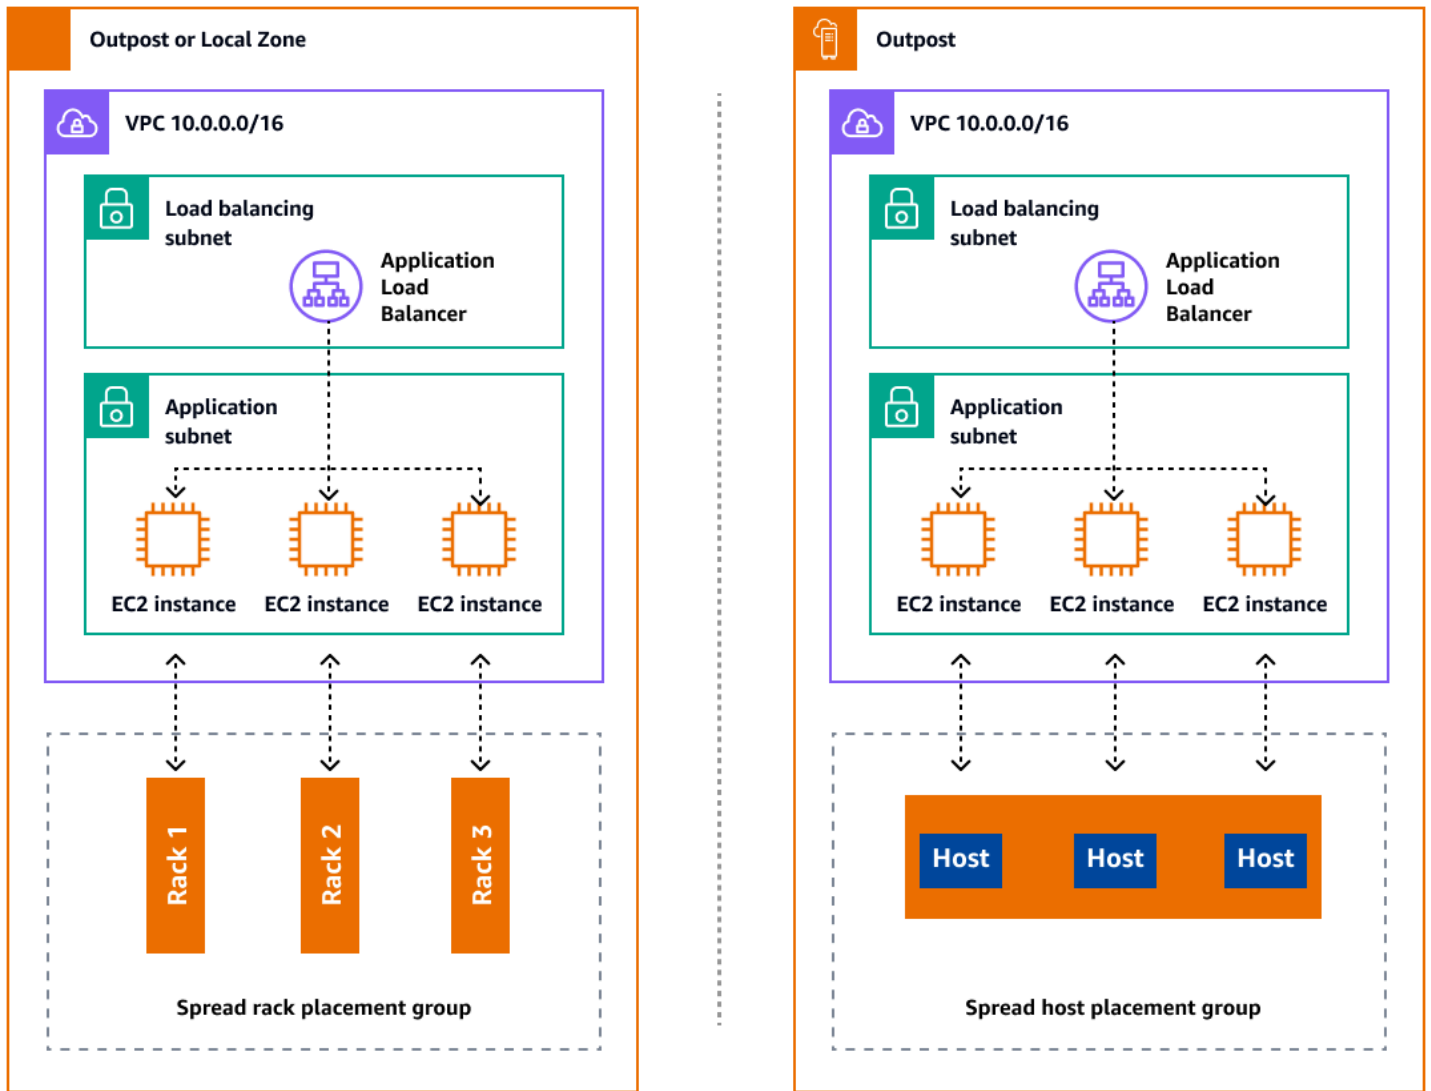 Outpost or Local Zone
VPC 10.0.0.0/16
Load balancing
subnet
Application
Load
Balancer
Application
subnet
EC2 instance
EC2 instance
EC2 instance
Rack 1
Rack 2
Rack 3
Spread rack placement group
Outpost
VPC 10.0.0.0/16
Load balancing
subnet
Application
Load
Balancer
Application
subnet
EC2 instance
EC2 instance
EC2 instance
Host
Host
Host
Spread host placement group